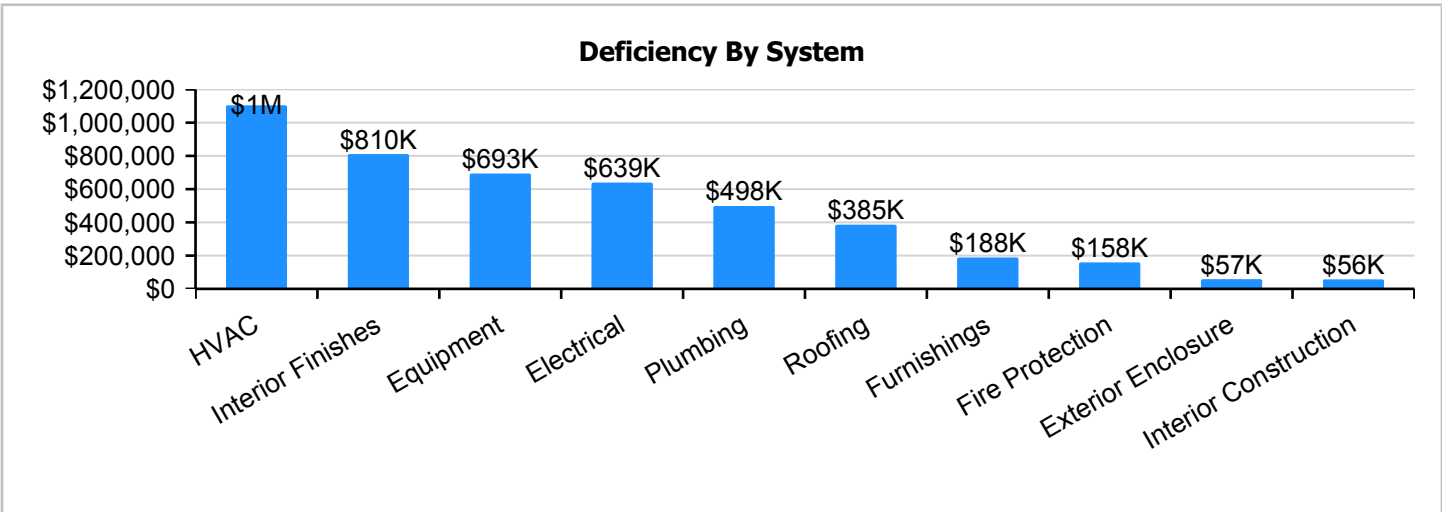 Deficiency By System
$1,200,000
$1,000,000
$800,000
$600,000
$400,000
$200,000
$0
$1M
$810K
$693K
$639K
$498K
$385K
$188K
$158K
$57K
$56K
HVAC
Interior Finishes
Equipment
Electrical
Plumbing
Roofing
Furnishings
Fire Protection
Exterior Enclosure
Interior Construction